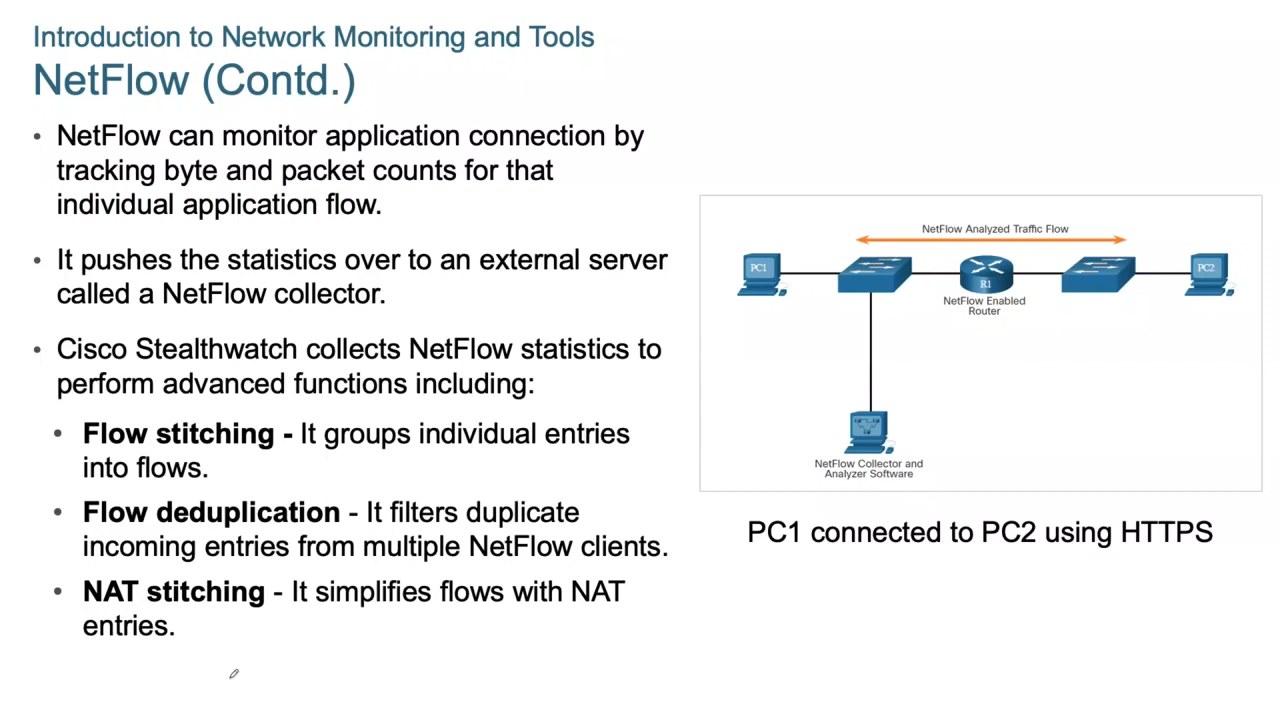 Introduction to Network Monitoring and Tools
NetFlow (Contd.)
• NetFlow can monitor application connection by
tracking byte and packet counts for that
individual application flow.
• It pushes the statistics over to an external server
called a NetFlow collector.
• Cisco Stealthwatch collects NetFlow statistics to
perform advanced functions including:
• Flow stitching - It groups individual entries
into flows.
• Flow deduplication - It filters duplicate
incoming entries from multiple NetFlow clients.
• NAT stitching - It simplifies flows with NAT
entries.
NetFlow Analyzed Traffic Flow
PC1
R1
PC2
NetFlow Enabled
Router
NetFlow Collector and
Analyzer Software
PC1 connected to PC2 using HTTPS